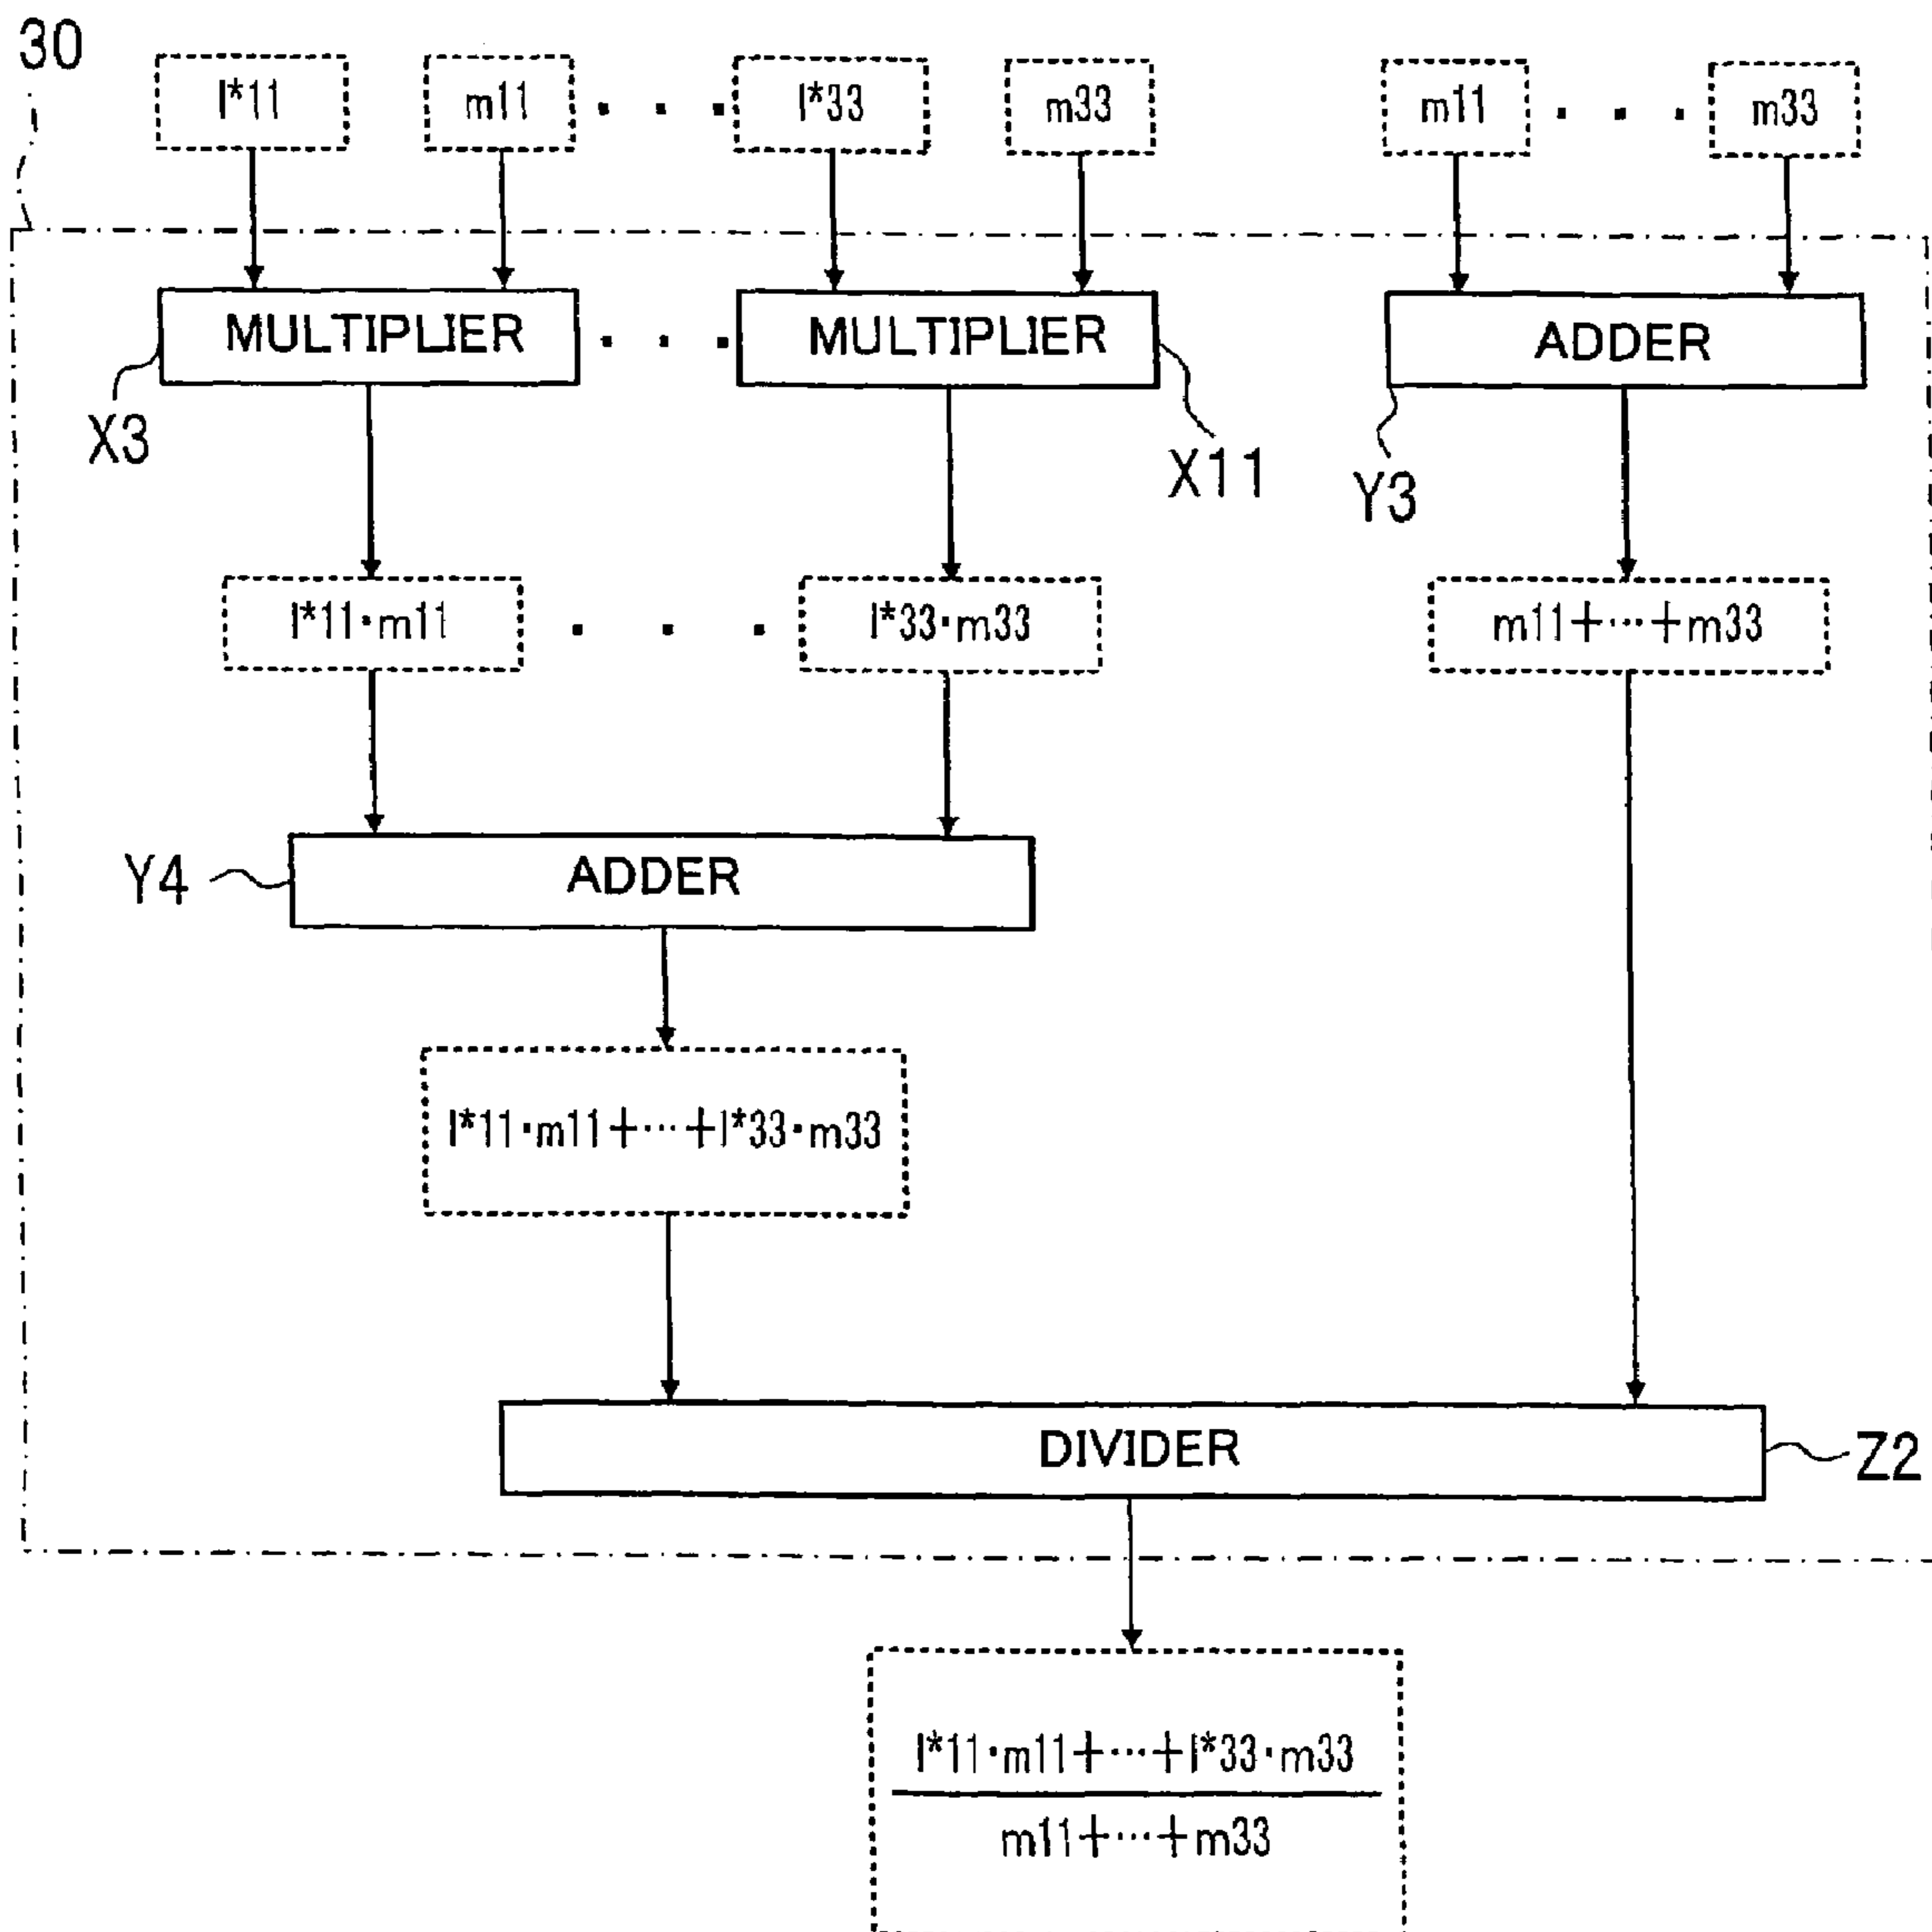 30
I*11 m11 . . . I*33 m33 m11 . . . m33
MULTIPLIER . . . MULTIPLIER ADDER
X3 X11 Y3
I*11·m11 . . . I*33·m33 m11+···+m33
Y4 ADDER
I*11·m11+···+I*33·m33
DIVIDER Z2
I*11·m11+···+I*33·m33
m11+···+m33